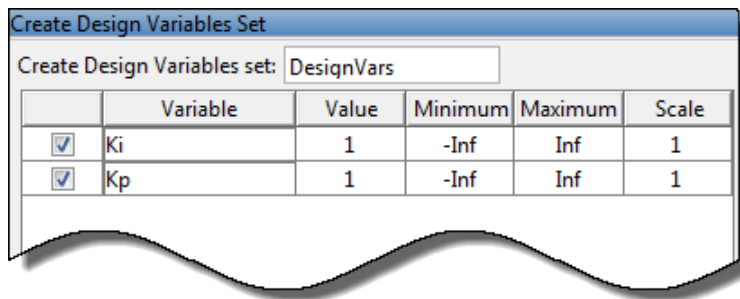 Create Design Variables Set
Create Design Variables set: DesignVars
Variable Value Minimum Maximum Scale
Ki 1 -Inf Inf 1
Kp 1 -Inf Inf 1